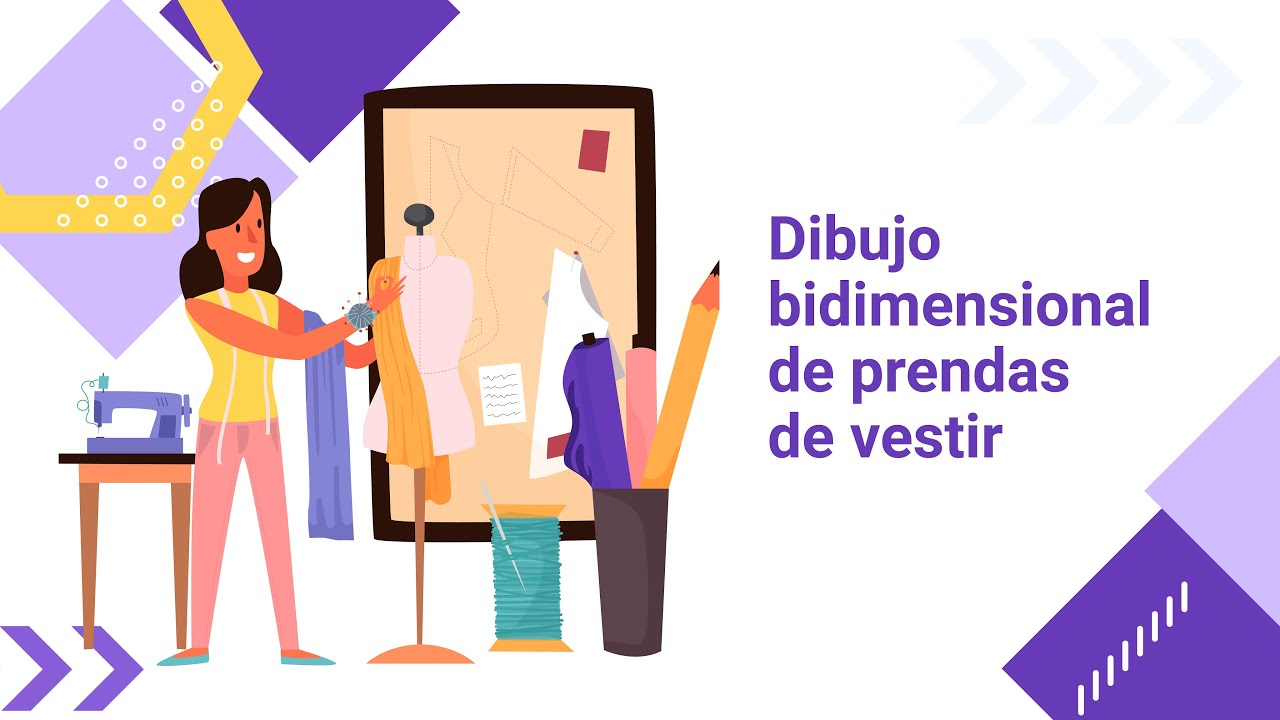 Dibujo
bidimensional
de prendas
de vestir